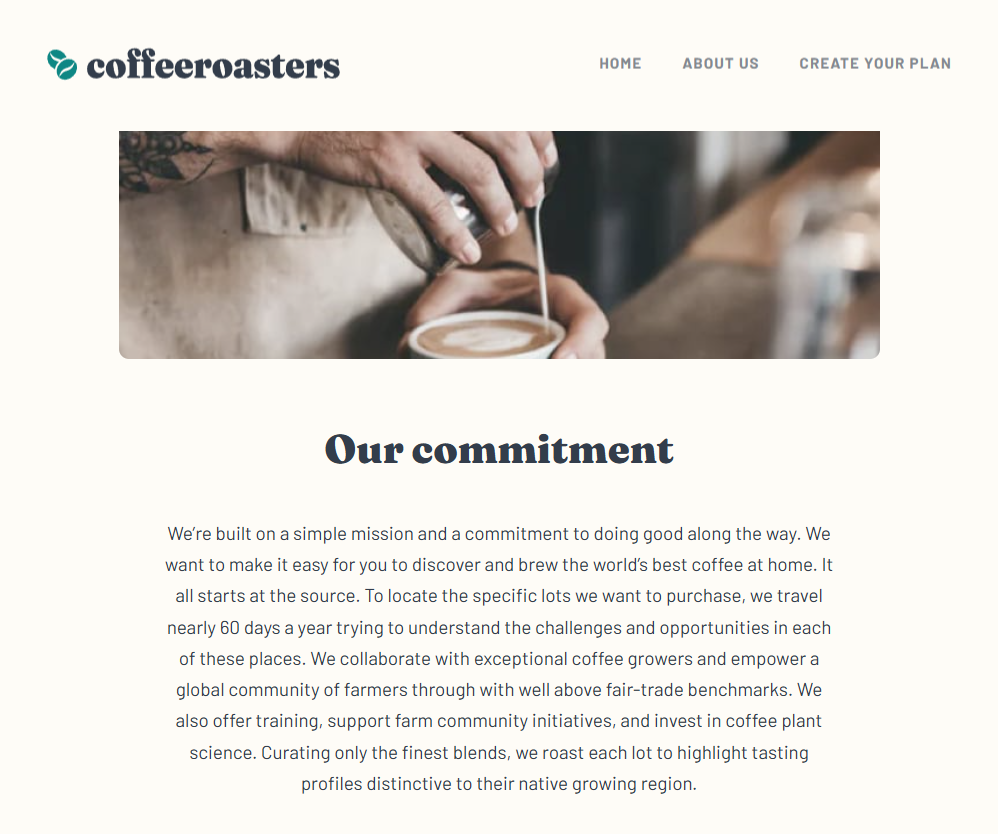 coffeeroasters
HOME ABOUT US CREATE YOUR PLAN
Our commitment
We’re built on a simple mission and a commitment to doing good along the way. We
want to make it easy for you to discover and brew the world’s best coffee at home. It
all starts at the source. To locate the specific lots we want to purchase, we travel
nearly 60 days a year trying to understand the challenges and opportunities in each
of these places. We collaborate with exceptional coffee growers and empower a
global community of farmers through with well above fair-trade benchmarks. We
also offer training, support farm community initiatives, and invest in coffee plant
science. Curating only the finest blends, we roast each lot to highlight tasting
profiles distinctive to their native growing region.